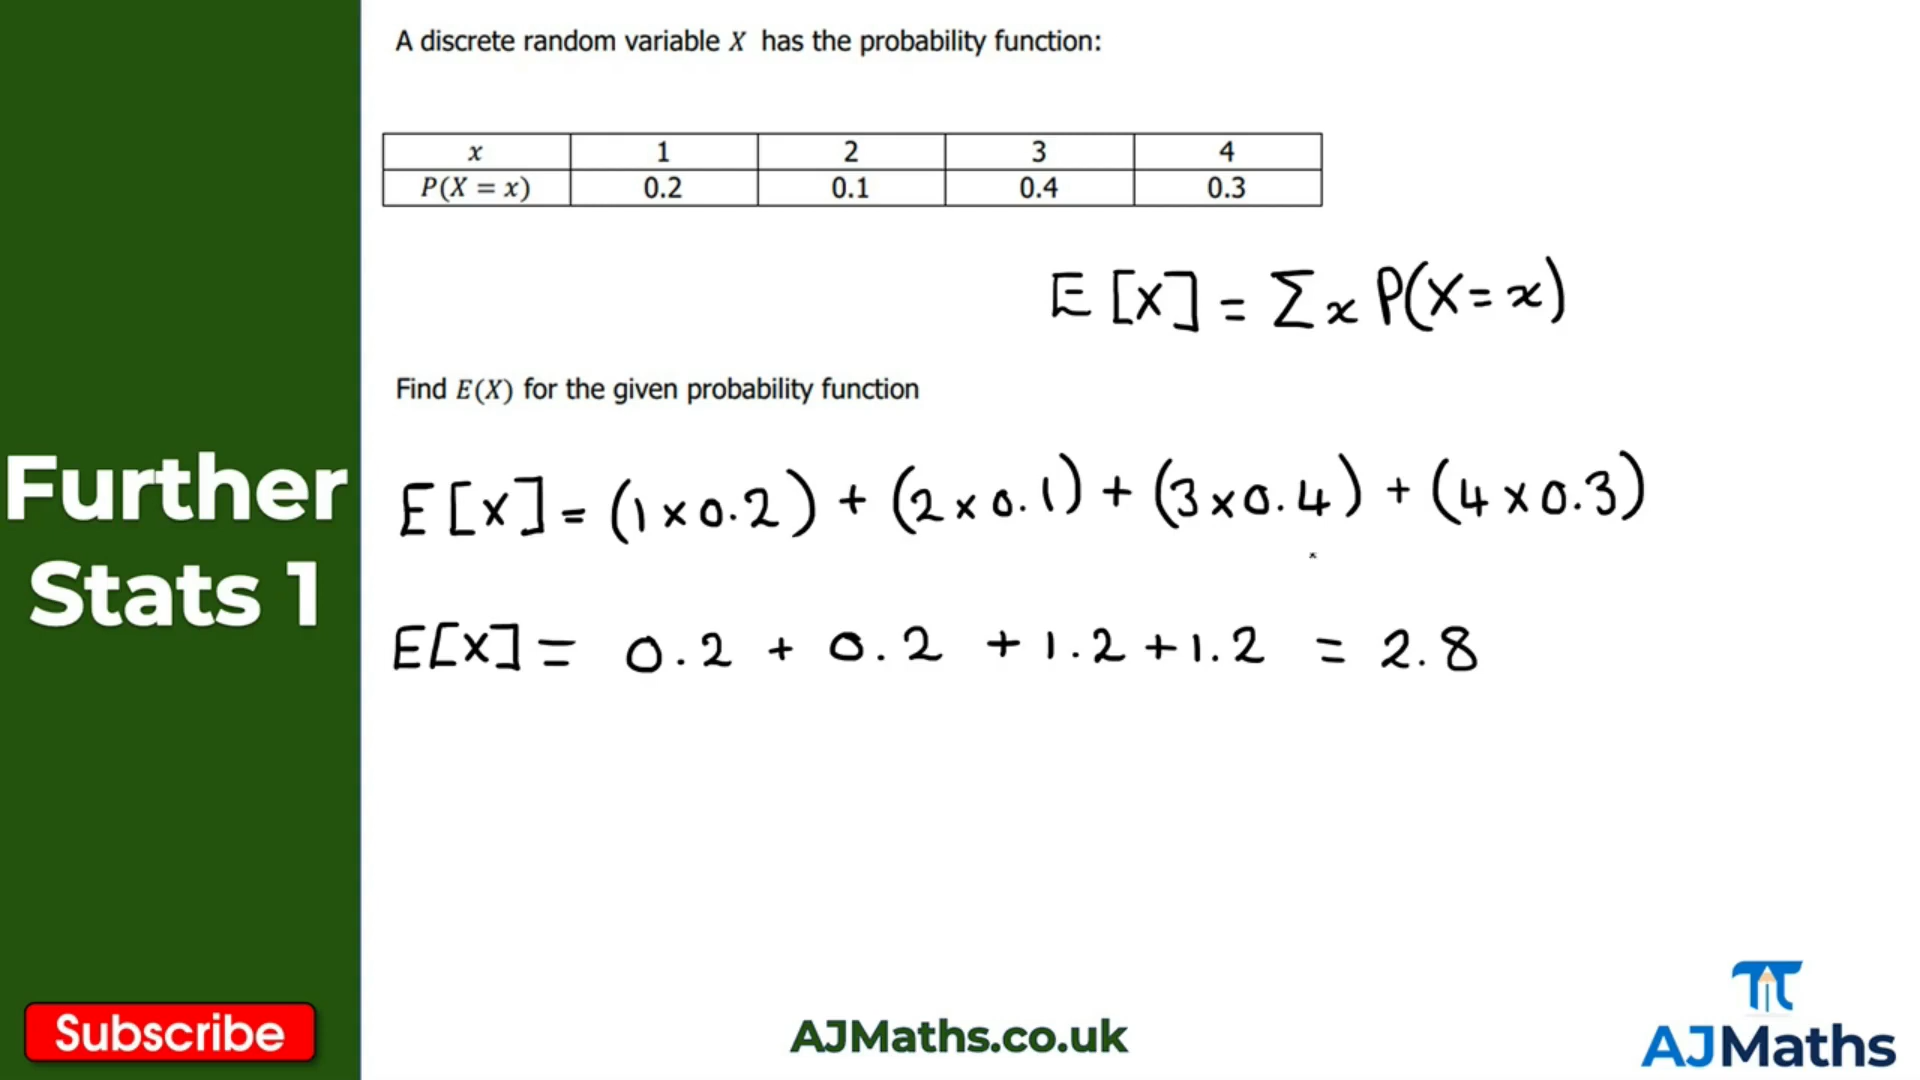 A discrete random variable X has the probability function:
x 1 2 3 4
P(X = x) 0.2 0.1 0.4 0.3
E[X] = Σx P(X=x)
Find E(X) for the given probability function
E[X] = (1×0.2) + (2×0.1) + (3×0.4) + (4×0.3)
E[X] = 0.2 + 0.2 + 1.2 + 1.2 = 2.8
Further
Stats 1
Subscribe
AJMaths.co.uk
AJMaths